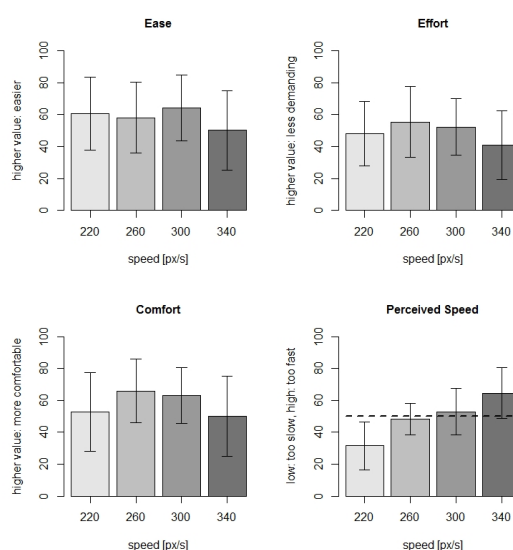 Ease
higher value: easier
0 20 40 60 80 100
220 260 300 340
speed [px/s]
Effort
higher value: less demanding
0 20 40 60 80 100
220 260 300 340
speed [px/s]
Comfort
higher value: more comfortable
0 20 40 60 80 100
220 260 300 340
speed [px/s]
Perceived Speed
low: too slow, high: too fast
0 20 40 60 80 100
220 260 300 340
speed [px/s]